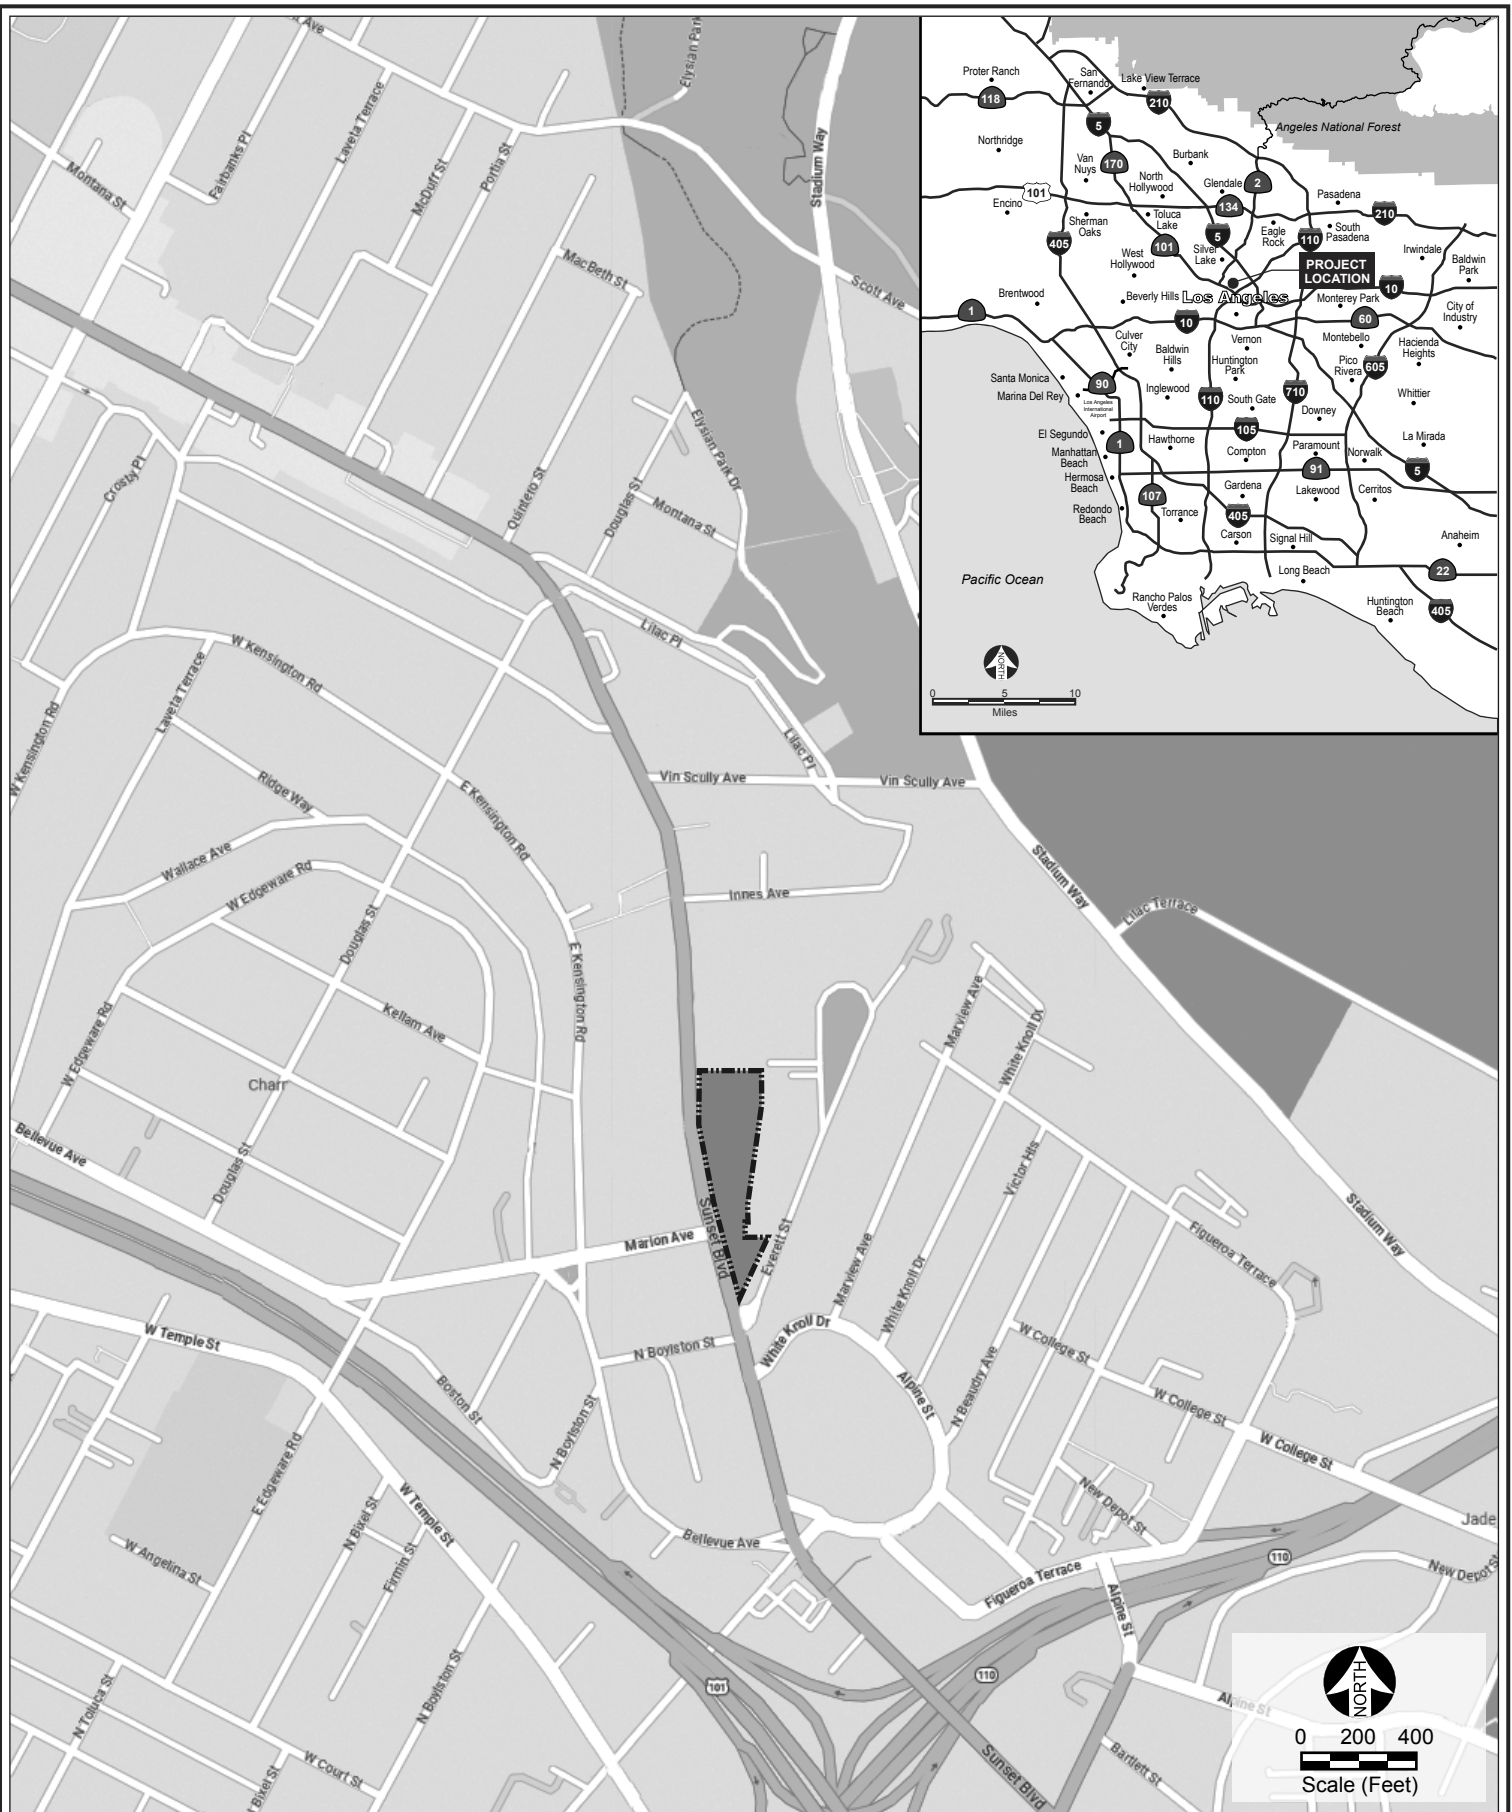 Ave
Elysian Park
Stadium Way
Fairbanks Pl
Laveta Terrace
McDuff St
Portia St
Montana St
MacBeth St
Scott Ave
Elysian Park Dr
Crosby Pl
Quintero St
Douglas St
Montana St
Lilac Pl
W Kensington Rd
Laveta Terrace
W Kensington Rd
Lilac Pl
Vin Scully Ave
Vin Scully Ave
Ridge Way
E Kensington Rd
Wallace Ave
W Edgeware Rd
Stadium Way
Innes Ave
Lilac Terrace
Douglas St
E Kensington Rd
Marview Ave
White Knoll Dr
Kellam Ave
W Edgeware Rd
Charr
Bellevue Ave
Douglas St
Victor Hts
Sunset Blvd
Marion Ave
Everett St
Marview Ave
White Knoll Dr
Figueroa Terrace
Stadium Way
W Temple St
N Boylston St
White Knoll Dr
W College St
Alpine St
N Beaudry Ave
Boston St
N Boylston St
W College St
W College St
E Edgeware Rd
N Bixel St
W Temple St
New Depot St
Jade
Bellevue Ave
W Angelina St
Firmin St
Figueroa Terrace
110
Alpine St
New Depot St
N Boylston St
101
110
N Toluca St
Alpine St
W Court St
Bixel St
Sunset Blvd
Bartlett St
NORTH
0 200 400
Scale (Feet)
Proter Ranch
San
Fernando
Lake View Terrace
118
210
5
Angeles National Forest
Northridge
Van
Nuys
170
Burbank
North
Hollywood
Glendale
2
Pasadena
101
Encino
134
210
Sherman
Oaks
Toluca
Lake
Eagle
Rock
South
Pasadena
405
101
5
110
West
Hollywood
Silver
Lake
Irwindale
Baldwin
Park
PROJECT
LOCATION
Brentwood
Beverly Hills
Los Angeles
Monterey Park
10
City of
Industry
1
10
60
Culver
City
Baldwin
Hills
Vernon
Montebello
Hacienda
Heights
Huntington
Park
Pico
Rivera
605
Santa Monica
90
Marina Del Rey
Inglewood
Los Angeles
International
Airport
110
South Gate
710
Downey
Whittier
El Segundo
1
Hawthorne
105
La Mirada
Manhattan
Beach
Compton
Paramount
Norwalk
91
5
Hermosa
Beach
107
Gardena
Lakewood
Cerritos
Redondo
Beach
Torrance
405
Carson
Signal Hill
Anaheim
Pacific Ocean
Long Beach
22
Rancho Palos
Verdes
Huntington
Beach
405
NORTH
0 5 10
Miles